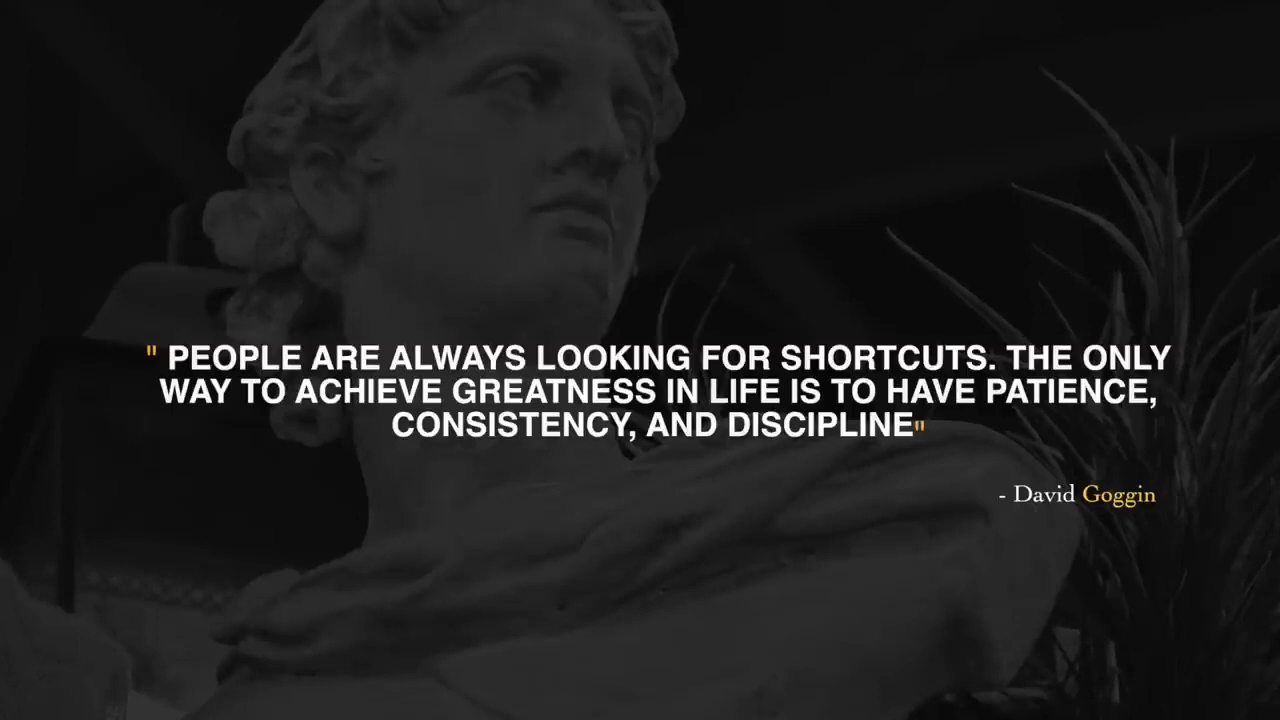 " PEOPLE ARE ALWAYS LOOKING FOR SHORTCUTS. THE ONLY
WAY TO ACHIEVE GREATNESS IN LIFE IS TO HAVE PATIENCE,
CONSISTENCY, AND DISCIPLINE"
- David Goggin